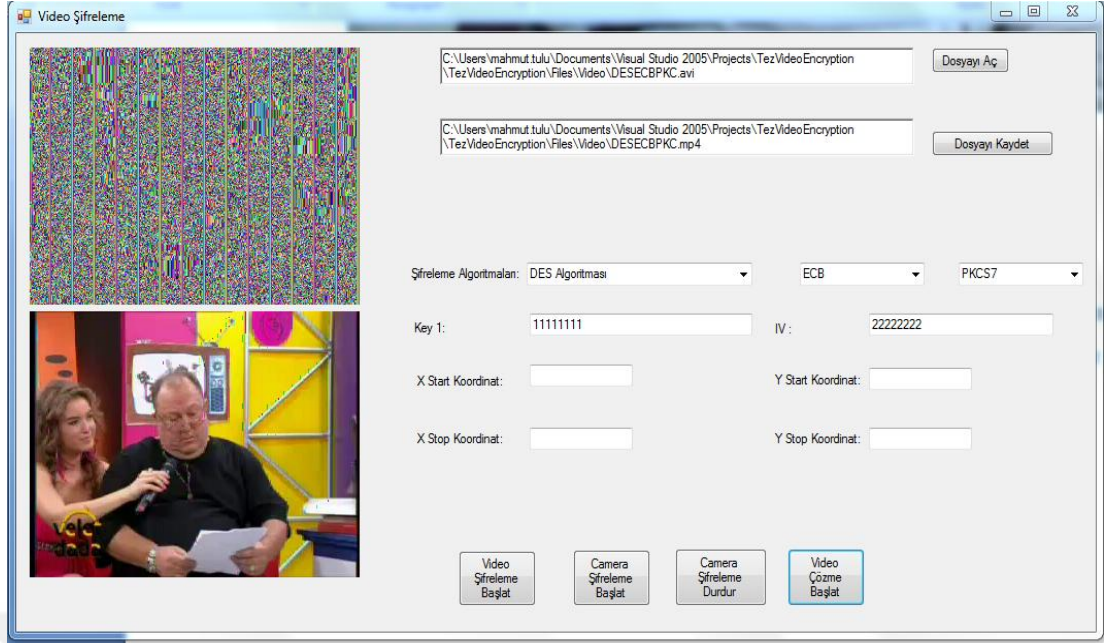 Video Şifreleme
C:\Users\mahmut.tulu\Documents\Visual Studio 2005\Projects\TezVideoEncryption
\TezVideoEncryption\Files\Video\DESECBPKC.avi
Dosyayı Aç
C:\Users\mahmut.tulu\Documents\Visual Studio 2005\Projects\TezVideoEncryption
\TezVideoEncryption\Files\Video\DESECBPKC.mp4
Dosyayı Kaydet
Şifreleme Algoritmaları: DES Algoritması ECB PKCS7
Key 1: 11111111 IV : 22222222
X Start Koordinat: Y Start Koordinat:
X Stop Koordinat: Y Stop Koordinat:
Video
Şifreleme
Başlat
Camera
Şifreleme
Başlat
Camera
Şifreleme
Durdur
Video
Çözme
Başlat